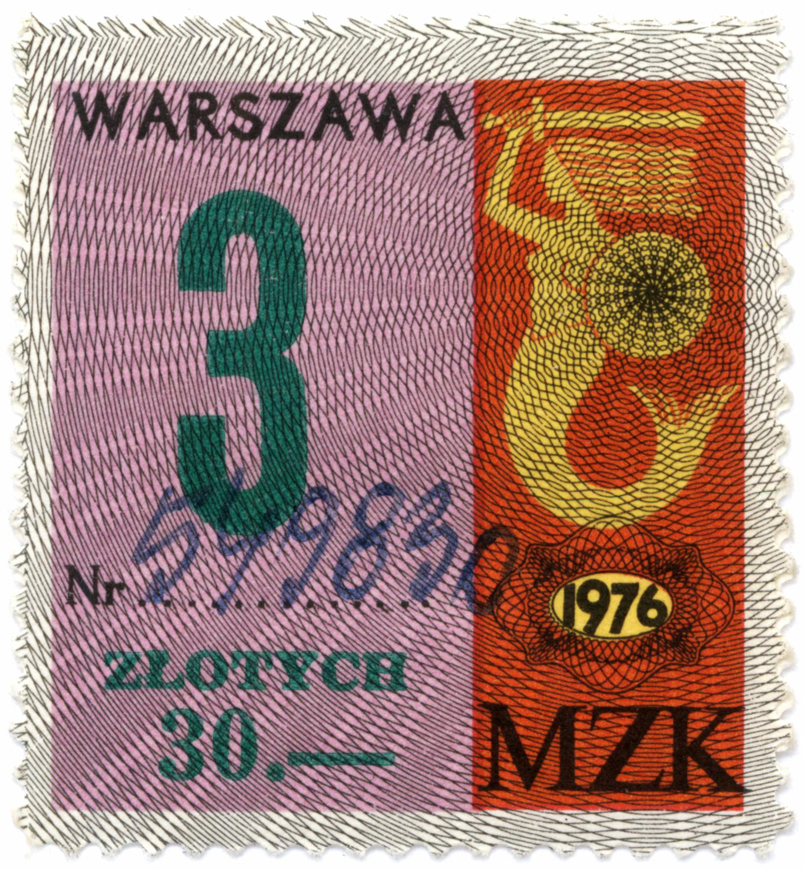 WARSZAWA
3
Nr 549830
ZŁOTYCH
30.—
1976
MZK